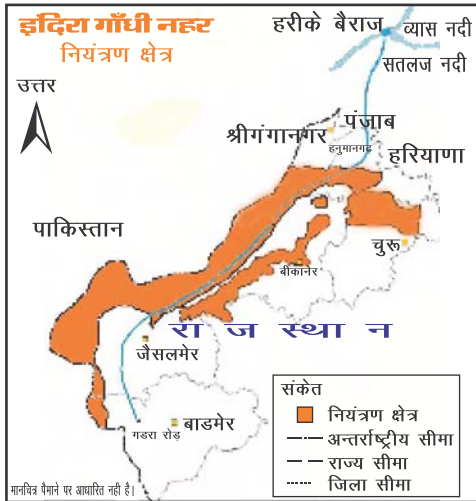 इंदिरा गाँधी नहर
नियंत्रण क्षेत्र
हरीके बैराज
व्यास नदी
सतलज नदी
उत्तर
पंजाब
श्रीगंगानगर
हनुमानगढ़
हरियाणा
पाकिस्तान
चुरू
बीकानेर
रा ज स्था न
जैसलमेर
बाडमेर
गडरा रोड़
संकेत
नियंत्रण क्षेत्र
अन्तर्राष्ट्रीय सीमा
राज्य सीमा
जिला सीमा
मानचित्र पैमाने पर आधारित नही है।